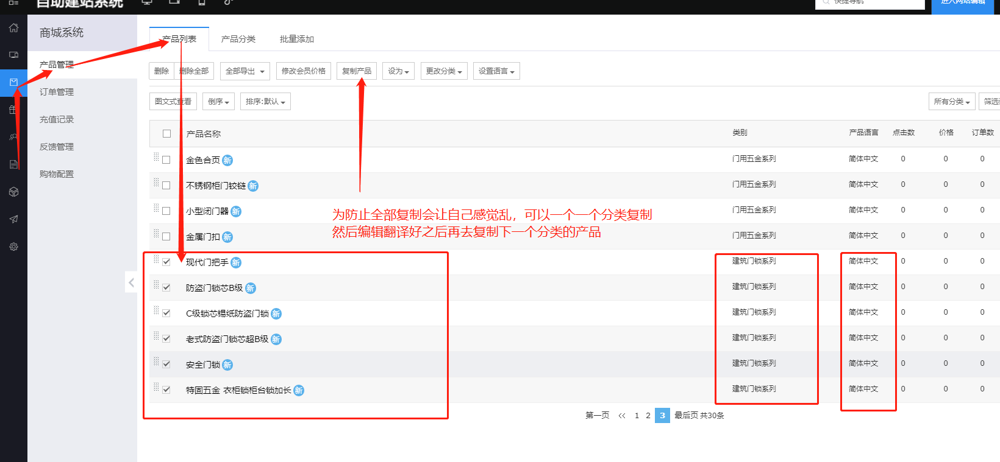 自助建站系统
快捷导航
进入网站编辑
商城系统
产品管理
订单管理
充值记录
反馈管理
购物配置
产品列表 产品分类 批量添加
删除 删除全部 全部导出 修改会员价格 复制产品 设为 更改分类 设置语言
图文式查看 倒序 排序:默认 所有分类 筛选
产品名称 类别 产品语言 点击数 价格 订单数
金色合页 新 门用五金系列 简体中文 0 0 0
不锈钢柜门铰链 新 门用五金系列 简体中文 0 0 0
小型闭门器 新 门用五金系列 简体中文 0 0 0
金属门扣 新 门用五金系列 简体中文 0 0 0
为防止全部复制会让自己感觉乱，可以一个一个分类复制
然后编辑翻译好之后再去复制下一个分类的产品
现代门把手 新 建筑门锁系列 简体中文 0 0 0
防盗门锁芯B级 新 建筑门锁系列 简体中文 0 0 0
C级锁芯锡纸防盗门锁 新 建筑门锁系列 简体中文 0 0 0
老式防盗门锁芯超B级 新 建筑门锁系列 简体中文 0 0 0
安全门锁 新 建筑门锁系列 简体中文 0 0 0
特固五金 衣柜锁柜台锁加长 新 建筑门锁系列 简体中文 0 0 0
第一页 ‹‹ 1 2 3 最后页 共30条